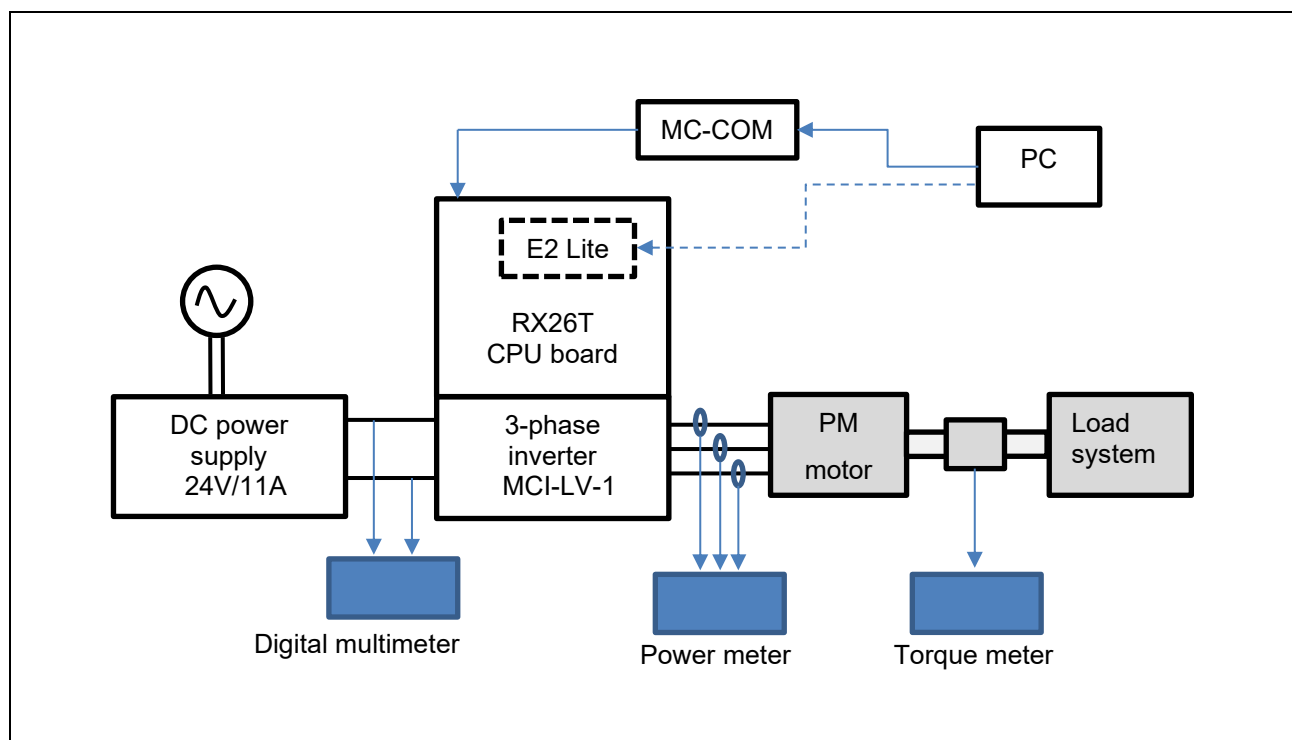 MC-COM
PC
E2 Lite
RX26T
CPU board
DC power
supply
24V/11A
3-phase
inverter
MCI-LV-1
PM
motor
Load
system
Digital multimeter
Power meter
Torque meter